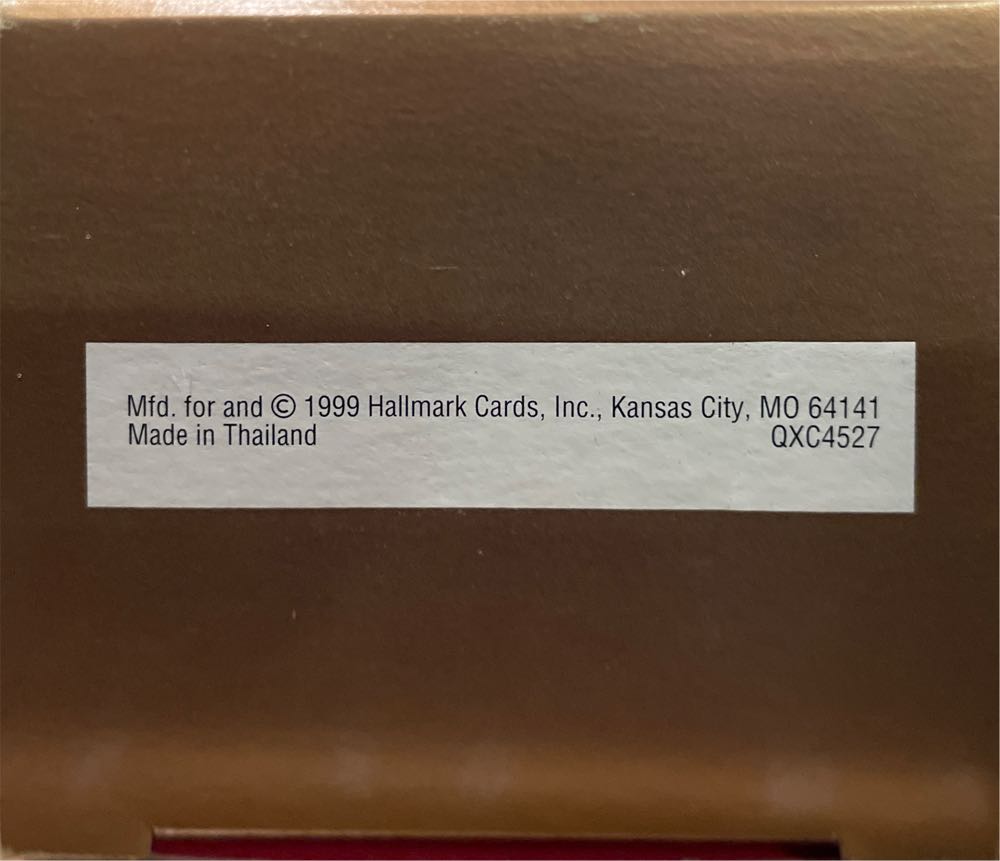 Mfd. for and © 1999 Hallmark Cards, Inc., Kansas City, MO 64141
Made in Thailand QXC4527